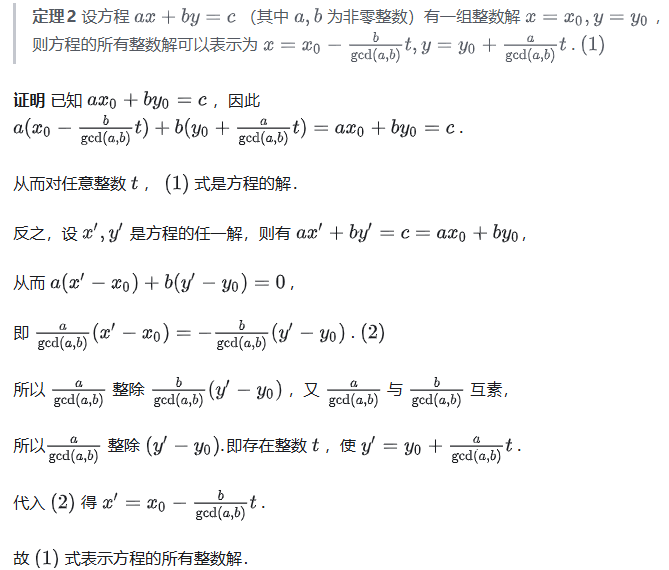 定理2 设方程 $ax + by = c$ （其中 $a, b$ 为非零整数）有一组整数解 $x = x_0, y = y_0$ ，
则方程的所有整数解可以表示为 $x = x_0 - \frac{b}{\gcd(a,b)}t, y = y_0 + \frac{a}{\gcd(a,b)}t . (1)$
证明 已知 $ax_0 + by_0 = c$ ，因此
$a(x_0 - \frac{b}{\gcd(a,b)}t) + b(y_0 + \frac{a}{\gcd(a,b)}t) = ax_0 + by_0 = c .$
从而对任意整数 $t$ ， $(1)$ 式是方程的解．
反之，设 $x', y'$ 是方程的任一解，则有 $ax' + by' = c = ax_0 + by_0$，
从而 $a(x' - x_0) + b(y' - y_0) = 0$ ，
即 $\frac{a}{\gcd(a,b)}(x' - x_0) = -\frac{b}{\gcd(a,b)}(y' - y_0) . (2)$
所以 $\frac{a}{\gcd(a,b)}$ 整除 $\frac{b}{\gcd(a,b)}(y' - y_0)$ ，又 $\frac{a}{\gcd(a,b)}$ 与 $\frac{b}{\gcd(a,b)}$ 互素，
所以 $\frac{a}{\gcd(a,b)}$ 整除 $(y' - y_0)$.即存在整数 $t$ ，使 $y' = y_0 + \frac{a}{\gcd(a,b)}t .$
代入 $(2)$ 得 $x' = x_0 - \frac{b}{\gcd(a,b)}t .$
故 $(1)$ 式表示方程的所有整数解．